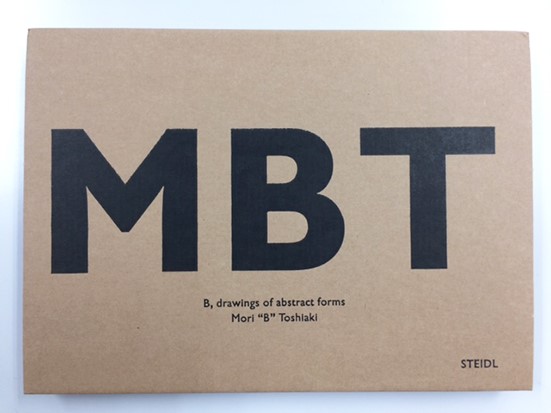 MBT
B, drawings of abstract forms
Mori “B” Toshiaki
STEIDL